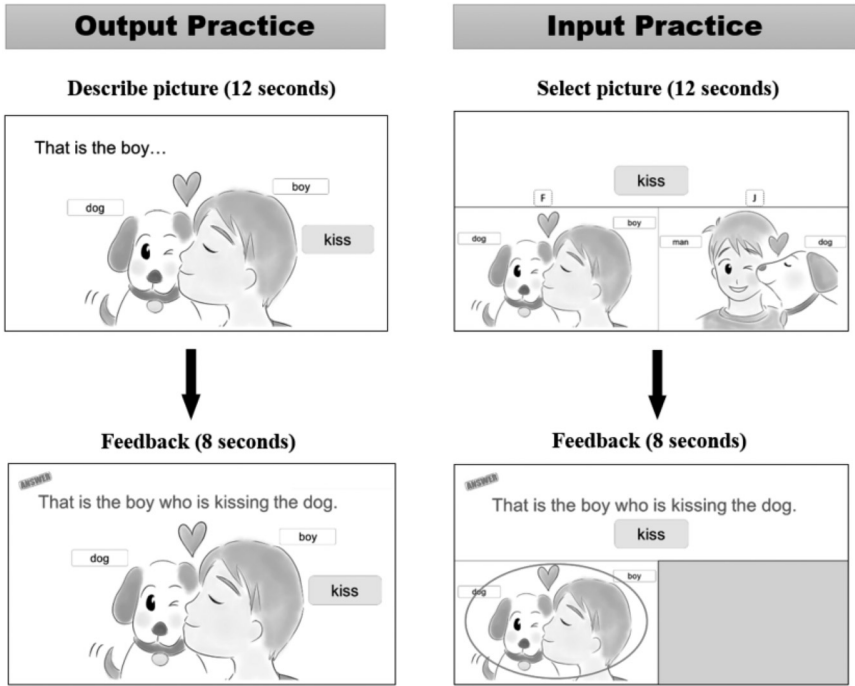 Output Practice
Describe picture (12 seconds)
That is the boy…
boy
dog
kiss
Feedback (8 seconds)
ANSWER
That is the boy who is kissing the dog.
boy
dog
kiss
Input Practice
Select picture (12 seconds)
kiss
F
J
dog
boy
man
dog
Feedback (8 seconds)
ANSWER
That is the boy who is kissing the dog.
kiss
boy
dog